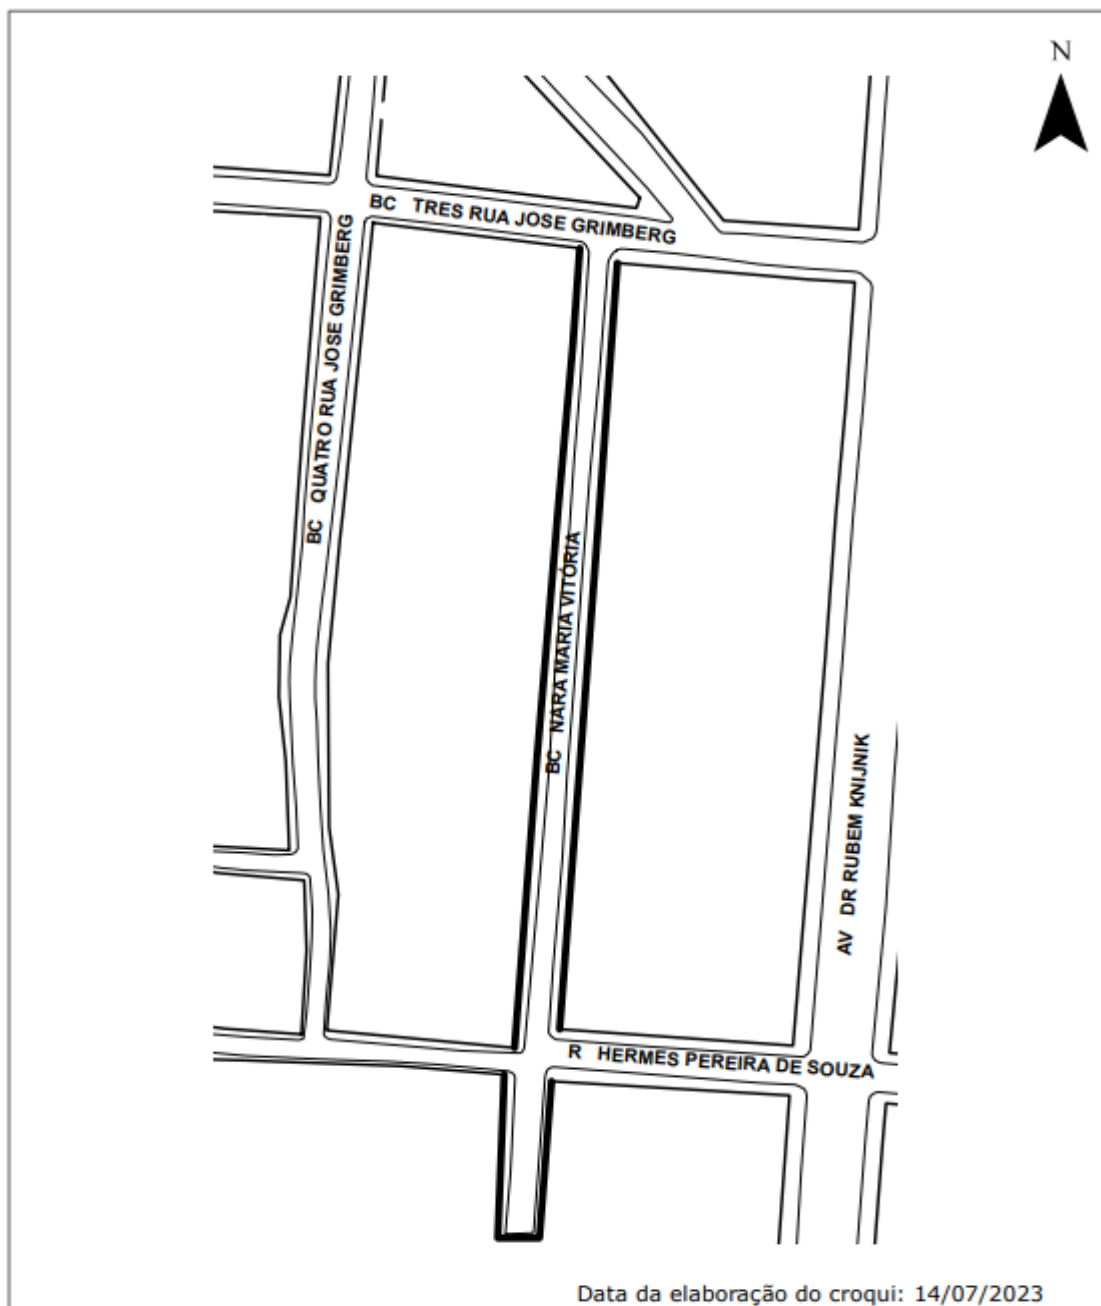 N
BC TRES RUA JOSE GRIMBERG
BC QUATRO RUA JOSE GRIMBERG
BC NARA MARIA VITÓRIA
AV DR RUBEM KNIJNIK
R HERMES PEREIRA DE SOUZA
Data da elaboração do croqui: 14/07/2023